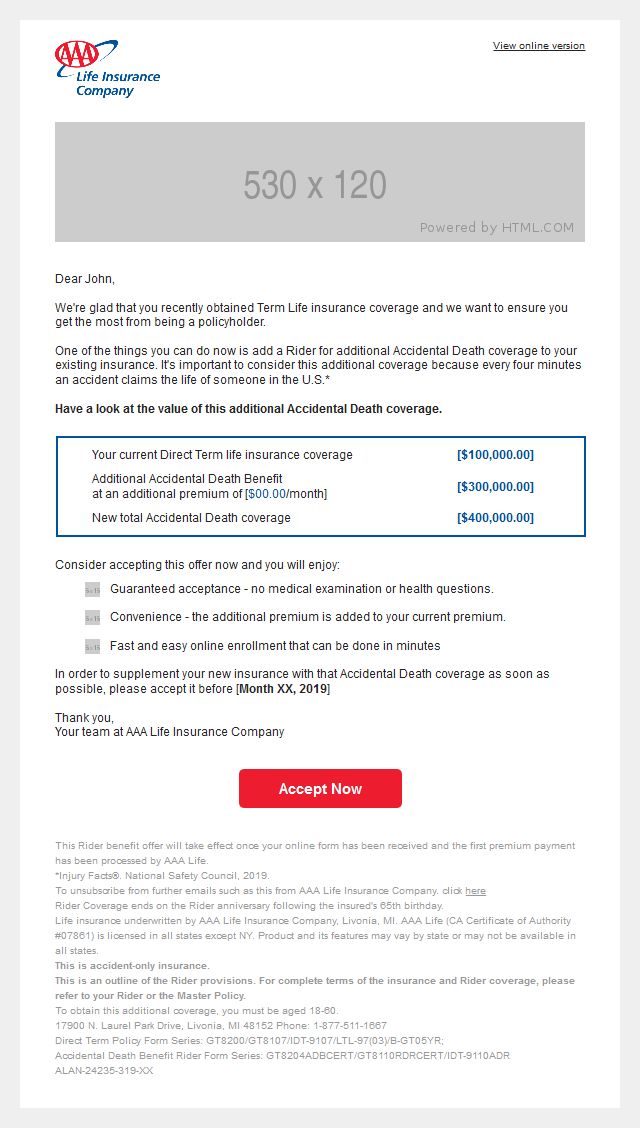 View online version
AAA
Life Insurance
Company
530 x 120
Powered by HTML.COM
Dear John,
We're glad that you recently obtained Term Life insurance coverage and we want to ensure you
get the most from being a policyholder.
One of the things you can do now is add a Rider for additional Accidental Death coverage to your
existing insurance. It's important to consider this additional coverage because every four minutes
an accident claims the life of someone in the U.S.*
Have a look at the value of this additional Accidental Death coverage.
Your current Direct Term life insurance coverage [$100,000.00]
Additional Accidental Death Benefit
at an additional premium of [$00.00/month] [$300,000.00]
New total Accidental Death coverage [$400,000.00]
Consider accepting this offer now and you will enjoy:
Guaranteed acceptance - no medical examination or health questions.
Convenience - the additional premium is added to your current premium.
Fast and easy online enrollment that can be done in minutes
In order to supplement your new insurance with that Accidental Death coverage as soon as
possible, please accept it before [Month XX, 2019]
Thank you,
Your team at AAA Life Insurance Company
Accept Now
This Rider benefit offer will take effect once your online form has been received and the first premium payment
has been processed by AAA Life.
*Injury Facts®. National Safety Council, 2019.
To unsubscribe from further emails such as this from AAA Life Insurance Company. click here
Rider Coverage ends on the Rider anniversary following the insured's 65th birthday.
Life insurance underwritten by AAA Life Insurance Company, Livonia, MI. AAA Life (CA Certificate of Authority
#07861) is licensed in all states except NY. Product and its features may vay by state or may not be available in
all states.
This is accident-only insurance.
This is an outline of the Rider provisions. For complete terms of the insurance and Rider coverage, please
refer to your Rider or the Master Policy.
To obtain this additional coverage, you must be aged 18-60.
17900 N. Laurel Park Drive, Livonia, MI 48152 Phone: 1-877-511-1667
Direct Term Policy Form Series: GT8200/GT8107/IDT-9107/LTL-97(03)/B-GT05YR;
Accidental Death Benefit Rider Form Series: GT8204ADBCERT/GT8110RDRCERT/IDT-9110ADR
ALAN-24235-319-XX